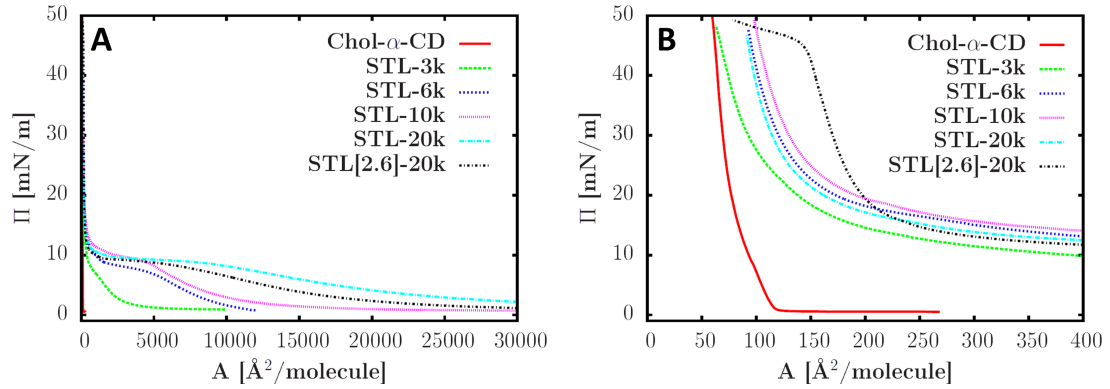 A
Chol-α-CD
STL-3k
STL-6k
STL-10k
STL-20k
STL[2.6]-20k
50
40
30
20
10
0
Π [mN/m]
0 5000 10000 15000 20000 25000 30000
A [Å²/molecule]
B
Chol-α-CD
STL-3k
STL-6k
STL-10k
STL-20k
STL[2.6]-20k
50
40
30
20
10
0
Π [mN/m]
0 50 100 150 200 250 300 350 400
A [Å²/molecule]